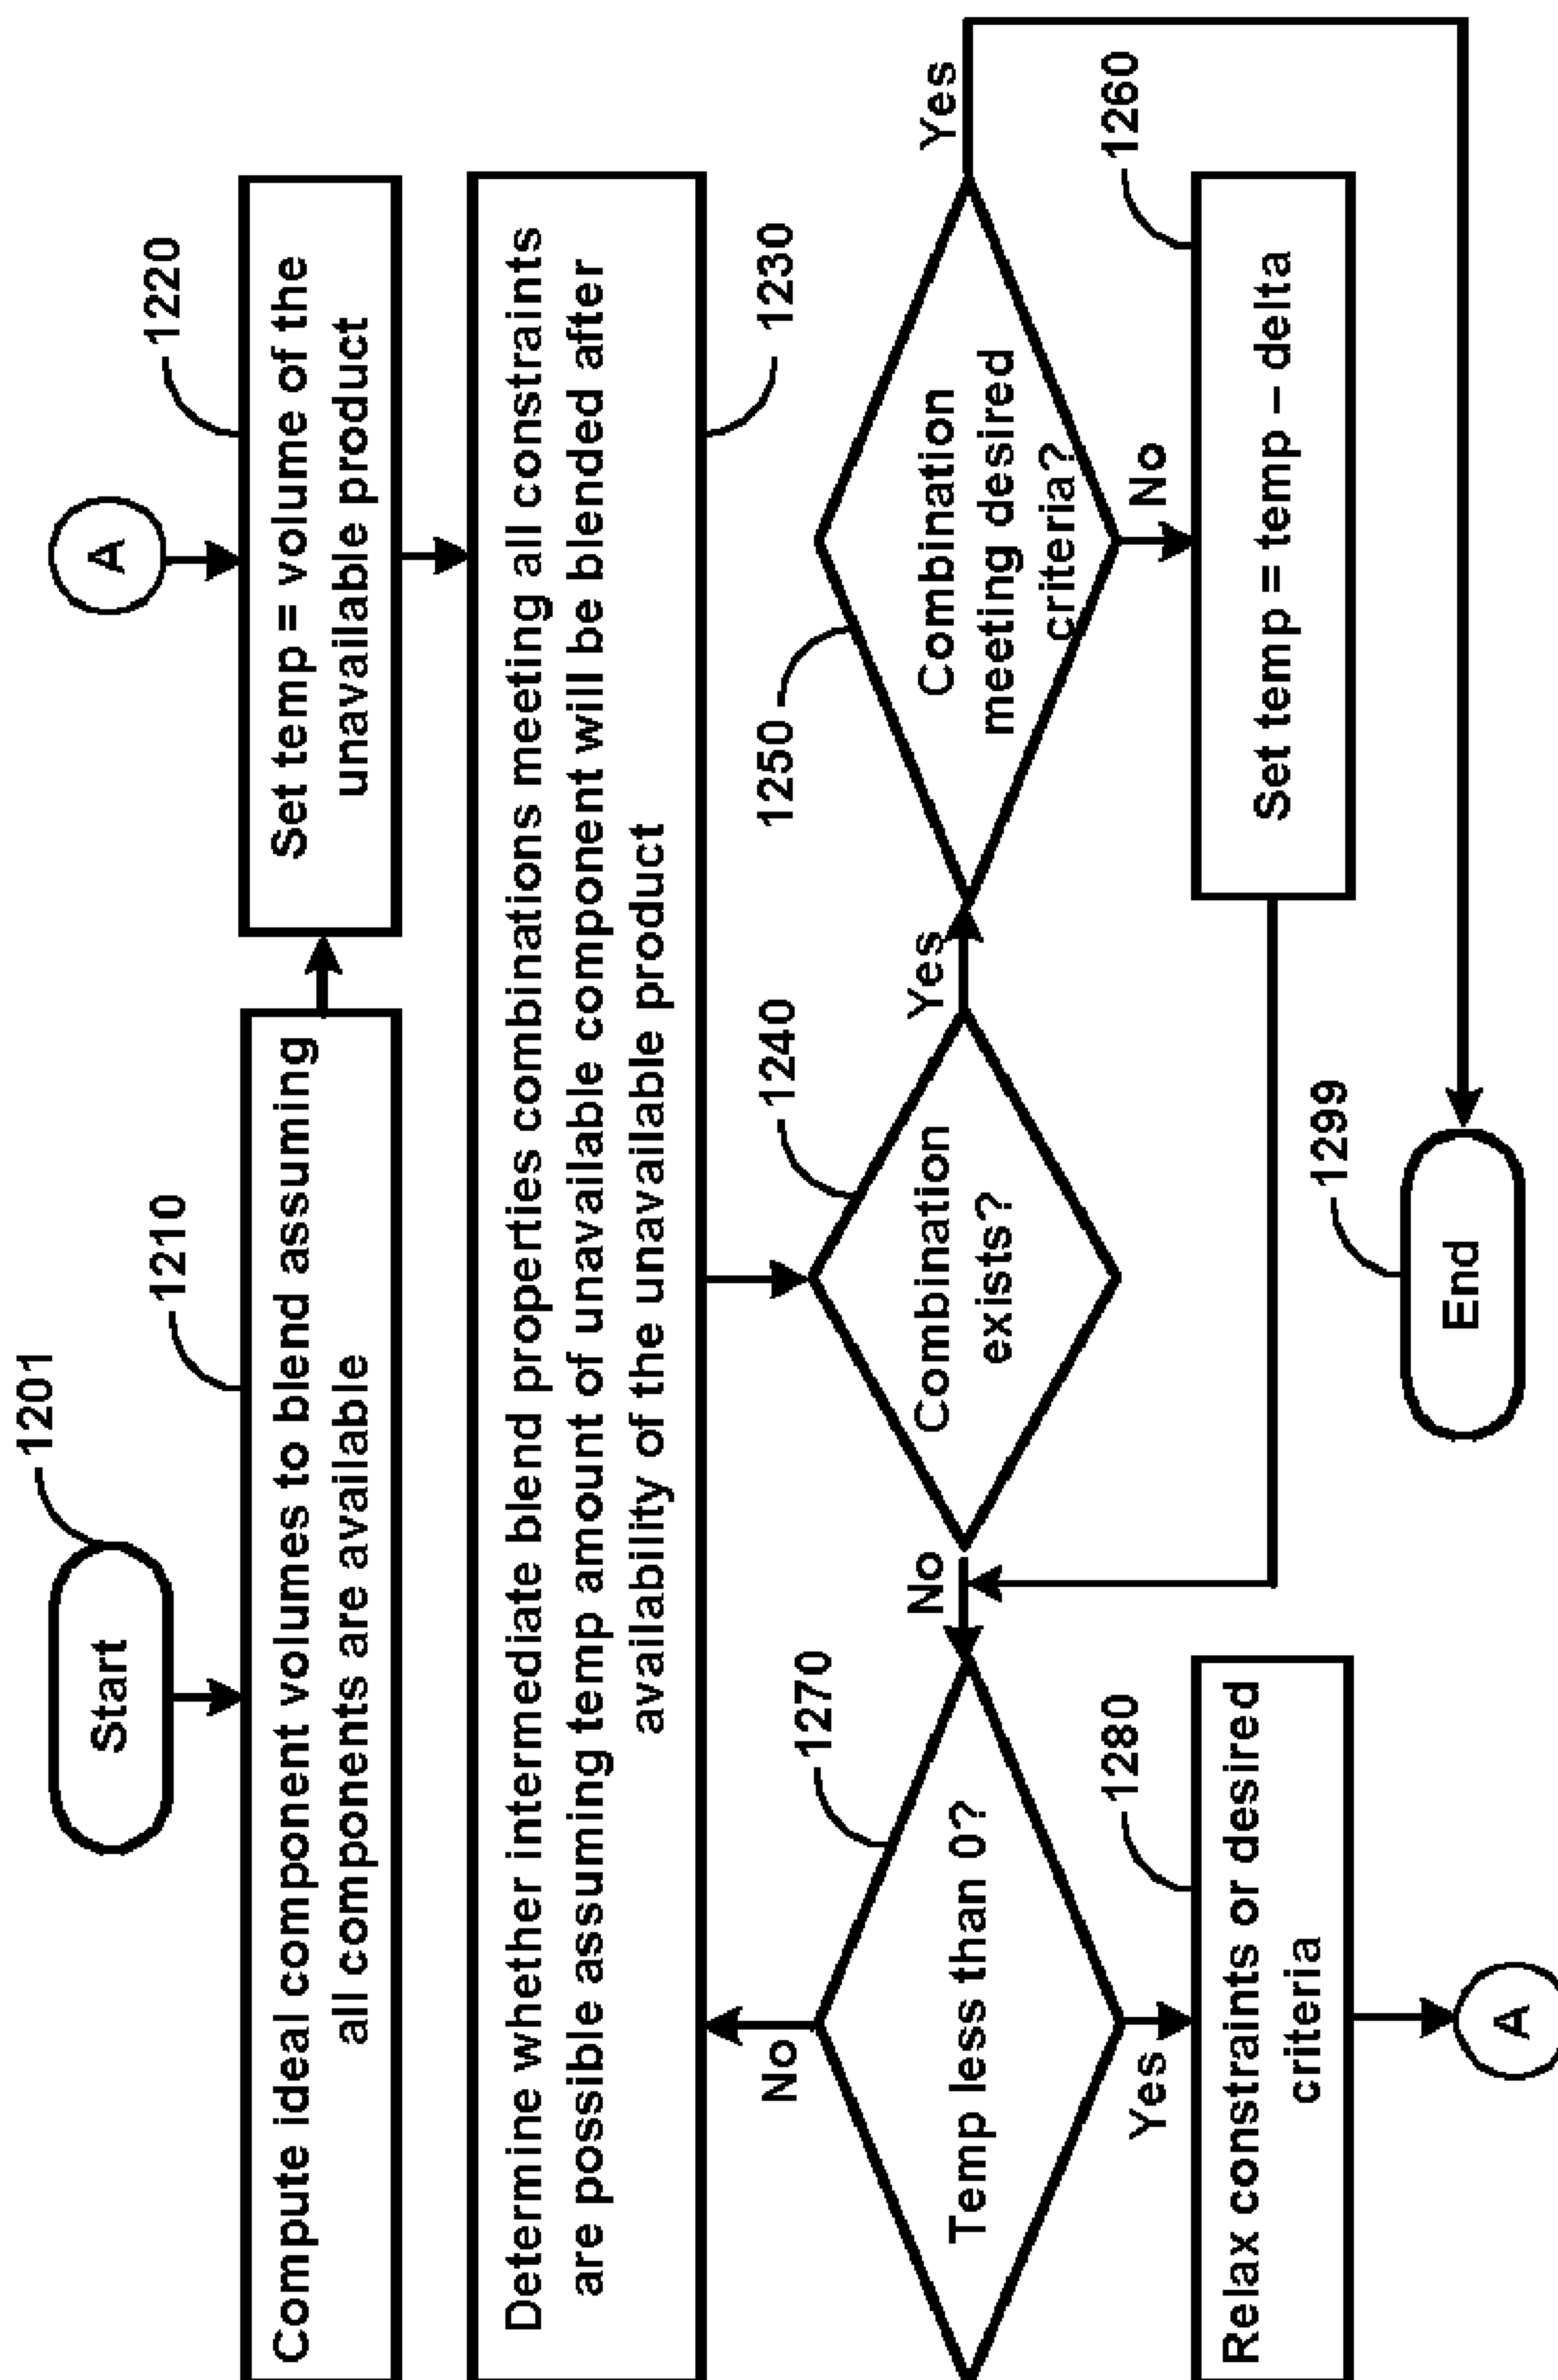 Start
1201
A
1210
1220
Compute ideal component volumes to blend assuming
all components are available
Set temp = volume of the
unavailable product
Determine whether intermediate blend properties combinations meeting all constraints
are possible assuming temp amount of unavailable component will be blended after
availability of the unavailable product
1230
No
1270
Temp less than 0?
No
1240
Combination
exists?
Yes
1250
Combination
meeting desired
criteria?
Yes
Yes
1280
No
1260
Relax constraints or desired
criteria
Set temp = temp – delta
1299
End
A